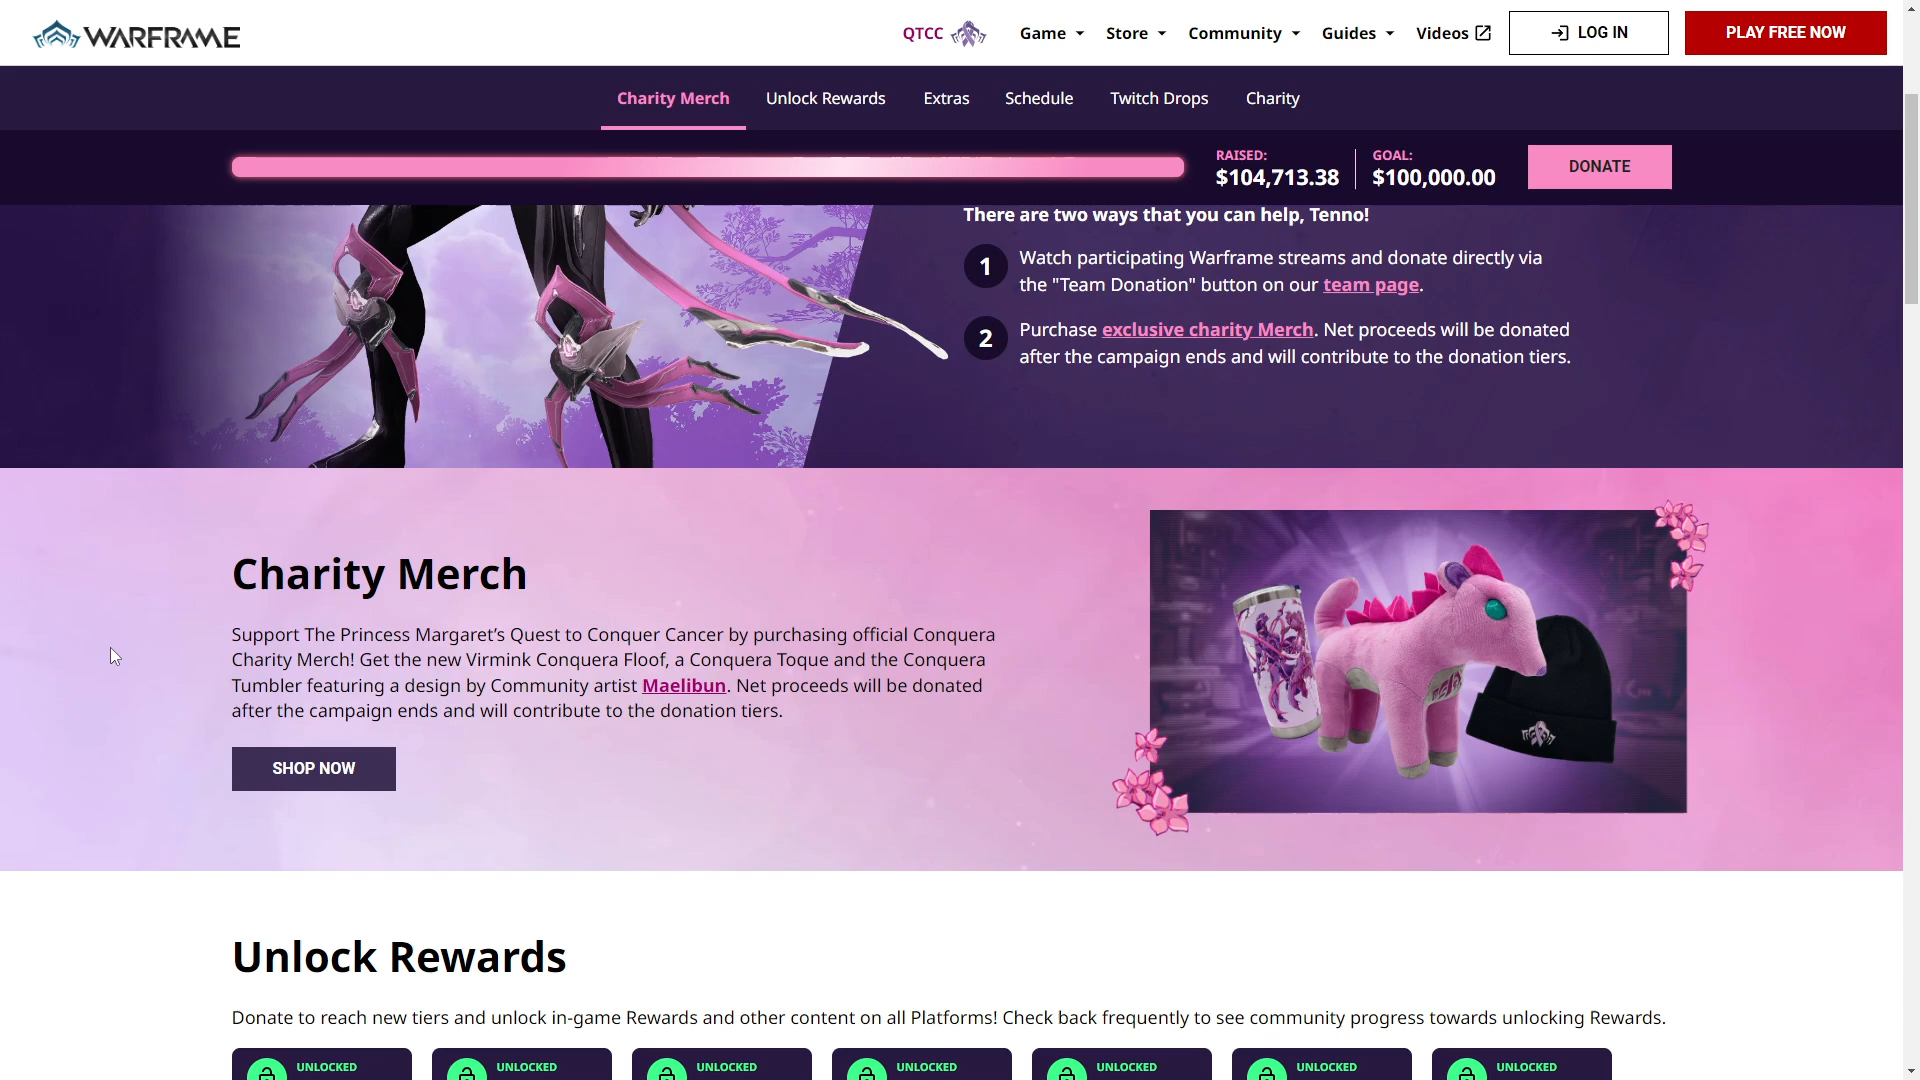 WARFRAME
QTCC
Game
Store
Community
Guides
Videos
LOG IN
PLAY FREE NOW
Charity Merch
Unlock Rewards
Extras
Schedule
Twitch Drops
Charity
RAISED:
$104,713.38
GOAL:
$100,000.00
DONATE
There are two ways that you can help, Tenno!
1
Watch participating Warframe streams and donate directly via
the "Team Donation" button on our team page.
2
Purchase exclusive charity Merch. Net proceeds will be donated
after the campaign ends and will contribute to the donation tiers.
Charity Merch
Support The Princess Margaret’s Quest to Conquer Cancer by purchasing official Conquera
Charity Merch! Get the new Virmink Conquera Floof, a Conquera Toque and the Conquera
Tumbler featuring a design by Community artist Maelibun. Net proceeds will be donated
after the campaign ends and will contribute to the donation tiers.
SHOP NOW
Unlock Rewards
Donate to reach new tiers and unlock in-game Rewards and other content on all Platforms! Check back frequently to see community progress towards unlocking Rewards.
UNLOCKED
UNLOCKED
UNLOCKED
UNLOCKED
UNLOCKED
UNLOCKED
UNLOCKED